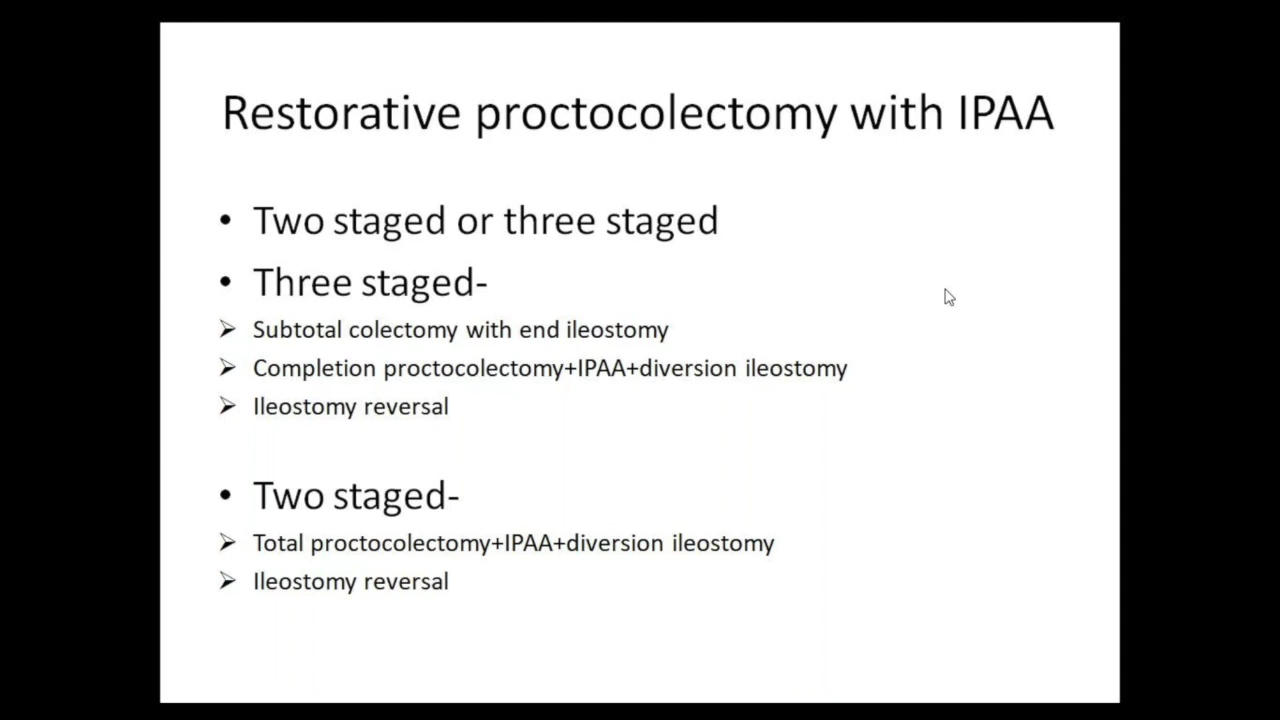 Restorative proctocolectomy with IPAA
• Two staged or three staged
• Three staged-
➢ Subtotal colectomy with end ileostomy
➢ Completion proctocolectomy+IPAA+diversion ileostomy
➢ Ileostomy reversal
• Two staged-
➢ Total proctocolectomy+IPAA+diversion ileostomy
➢ Ileostomy reversal